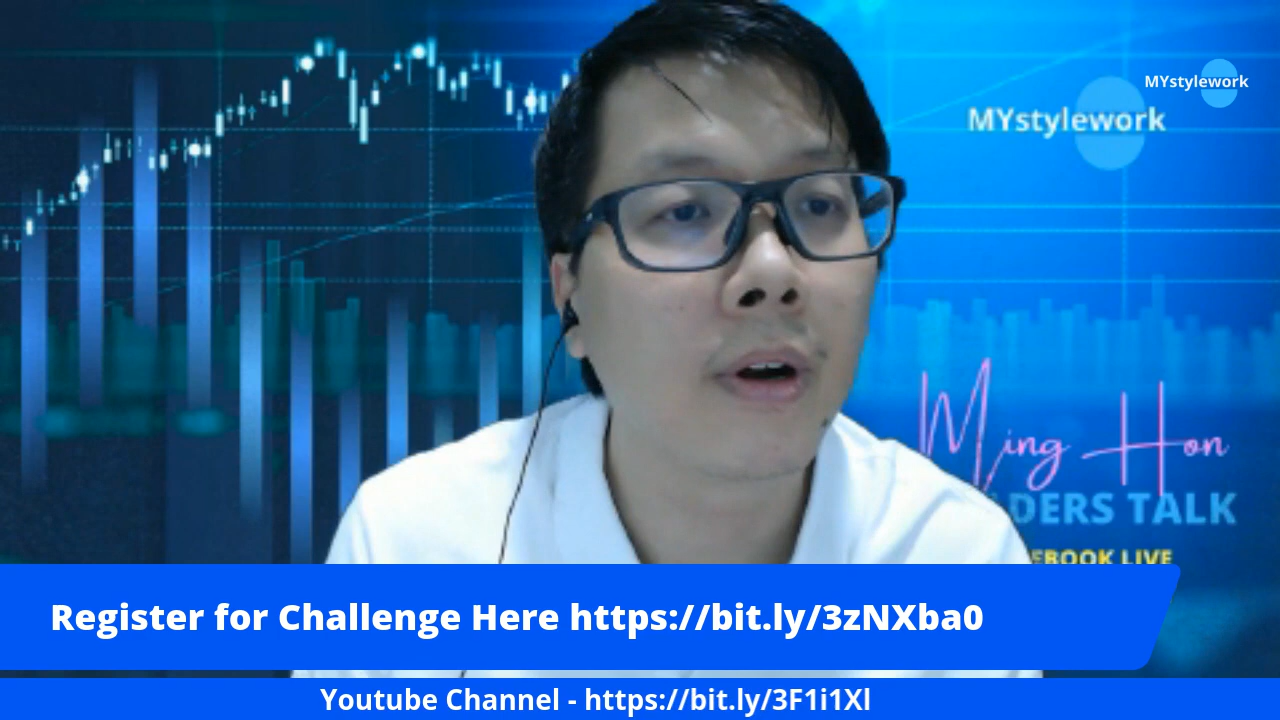 MYstylework
MYstylework
Ming Hon
DERS TALK
EBOOK LIVE
Register for Challenge Here https://bit.ly/3zNXba0
Youtube Channel - https://bit.ly/3F1i1Xl